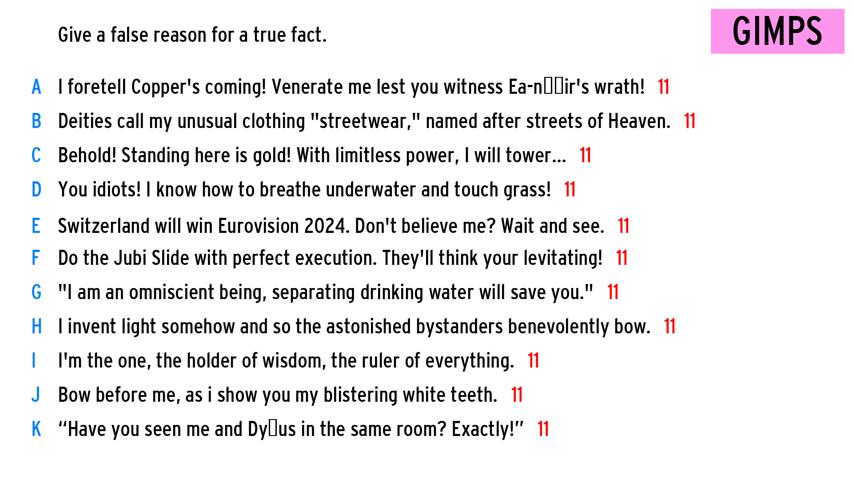 Give a false reason for a true fact.
GIMPS
A I foretell Copper's coming! Venerate me lest you witness Ea-n▯▯ir's wrath! 11
B Deities call my unusual clothing "streetwear," named after streets of Heaven. 11
C Behold! Standing here is gold! With limitless power, I will tower... 11
D You idiots! I know how to breathe underwater and touch grass! 11
E Switzerland will win Eurovision 2024. Don't believe me? Wait and see. 11
F Do the Jubi Slide with perfect execution. They'll think your levitating! 11
G "I am an omniscient being, separating drinking water will save you." 11
H I invent light somehow and so the astonished bystanders benevolently bow. 11
I I'm the one, the holder of wisdom, the ruler of everything. 11
J Bow before me, as i show you my blistering white teeth. 11
K “Have you seen me and Dy▯us in the same room? Exactly!” 11